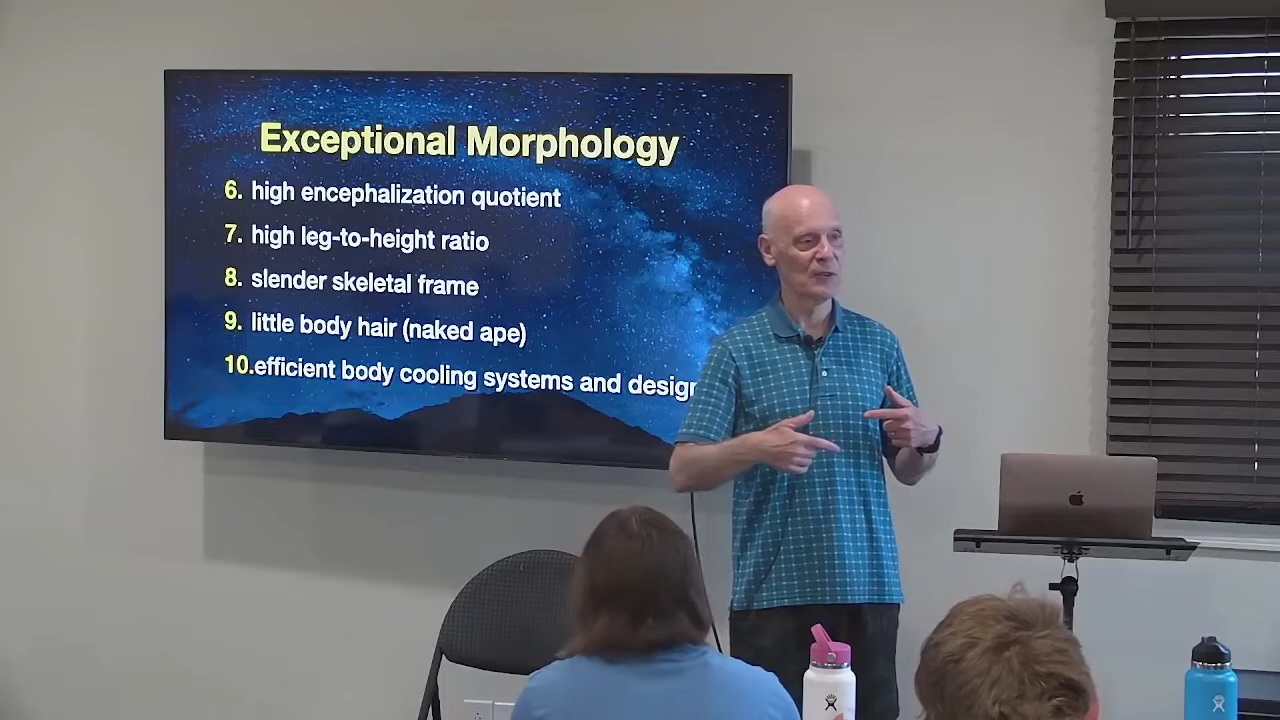 Exceptional Morphology
6. high encephalization quotient
7. high leg-to-height ratio
8. slender skeletal frame
9. little body hair (naked ape)
10.efficient body cooling systems and